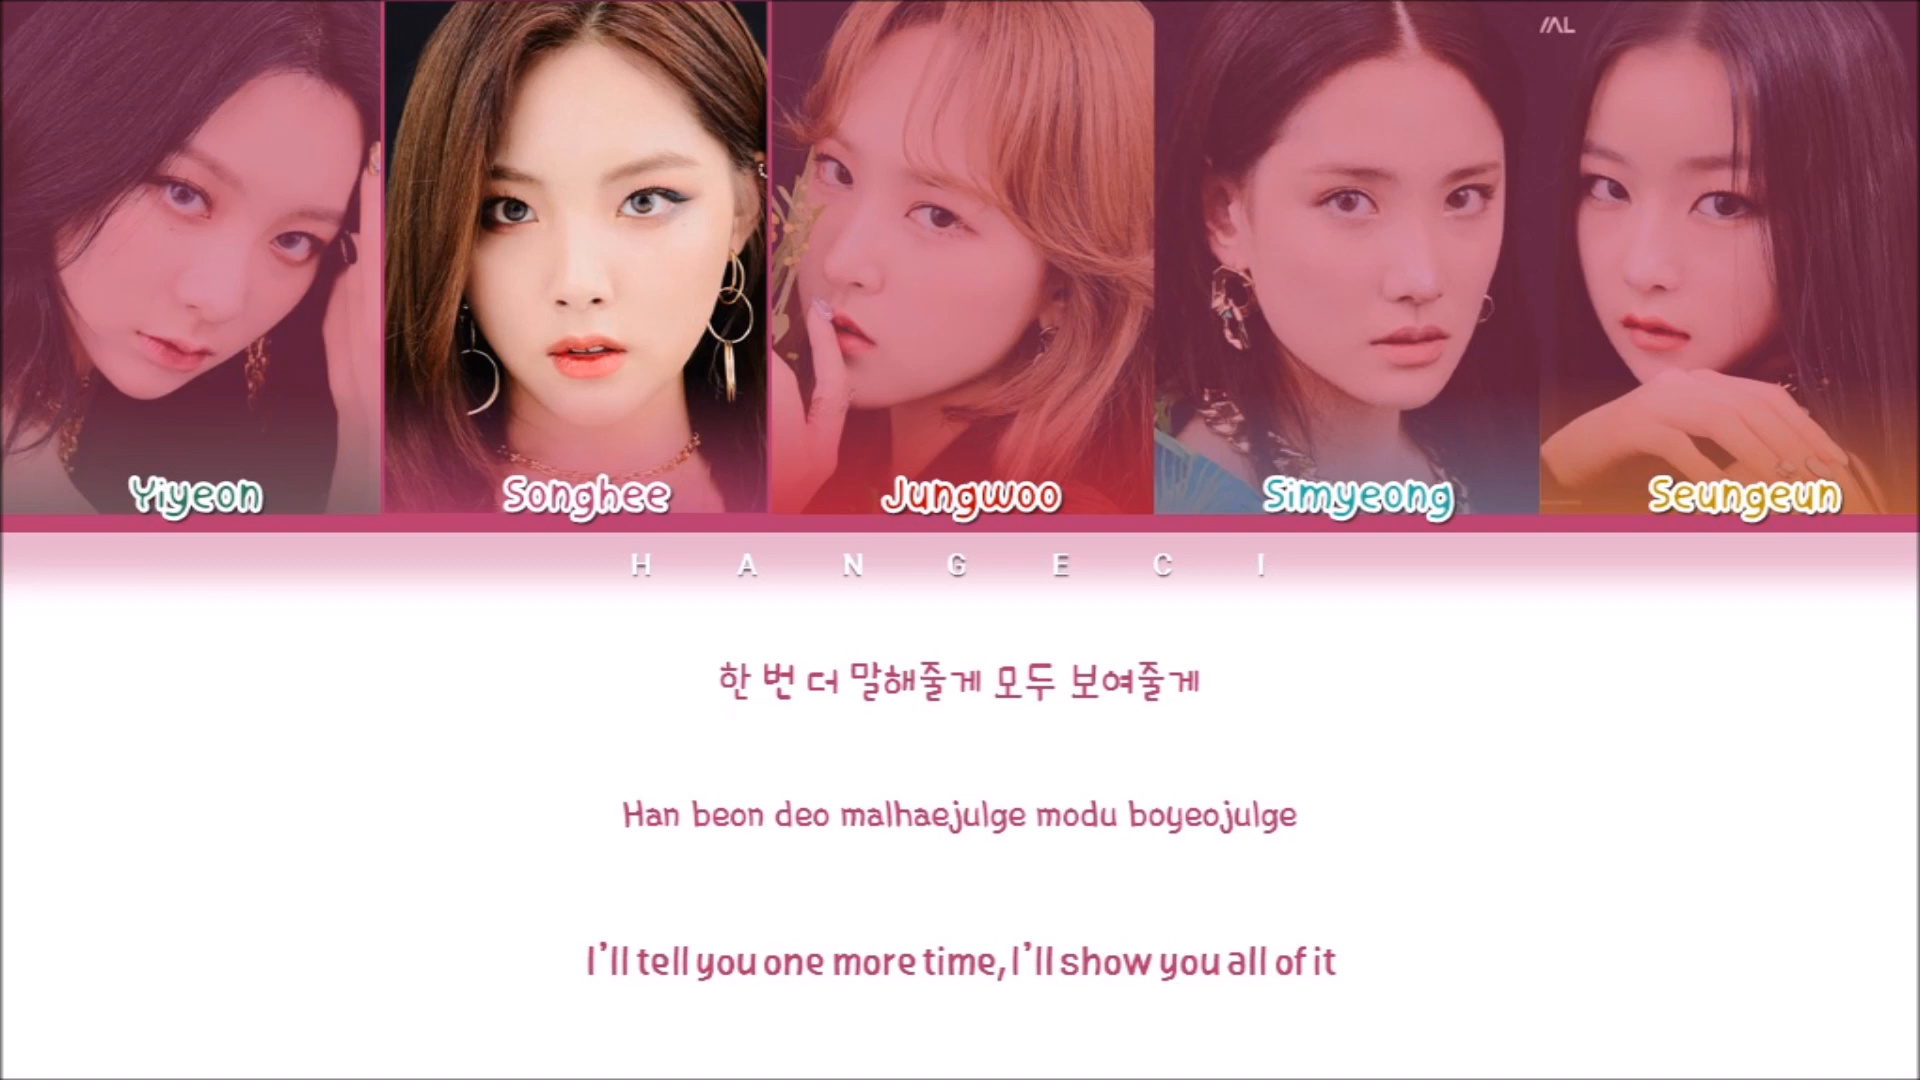 ML
Yiyeon
Songhee
Jungwoo
Simyeong
Seungeun
H A N G E C I
한 번 더 말해줄게 모두 보여줄게
Han beon deo malhaejulge modu boyeojulge
I'll tell you one more time, I'll show you all of it